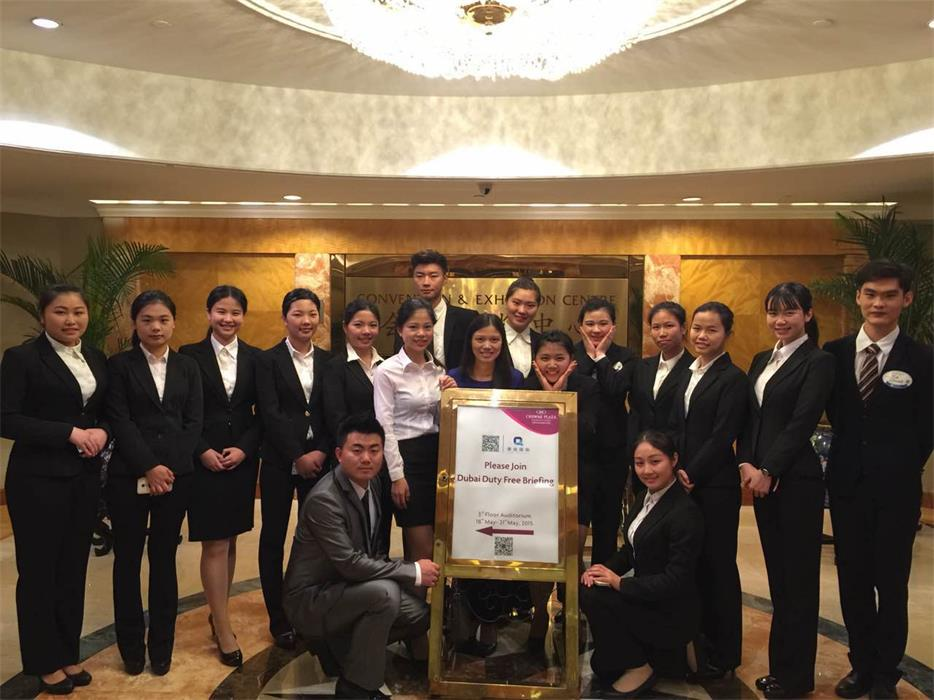 CONVENTION & EXHIBITION CENTRE
CROWNE PLAZA
Please Join
Dubai Duty Free Briefing
3rd Floor Auditorium
18th May- 21st May, 2015